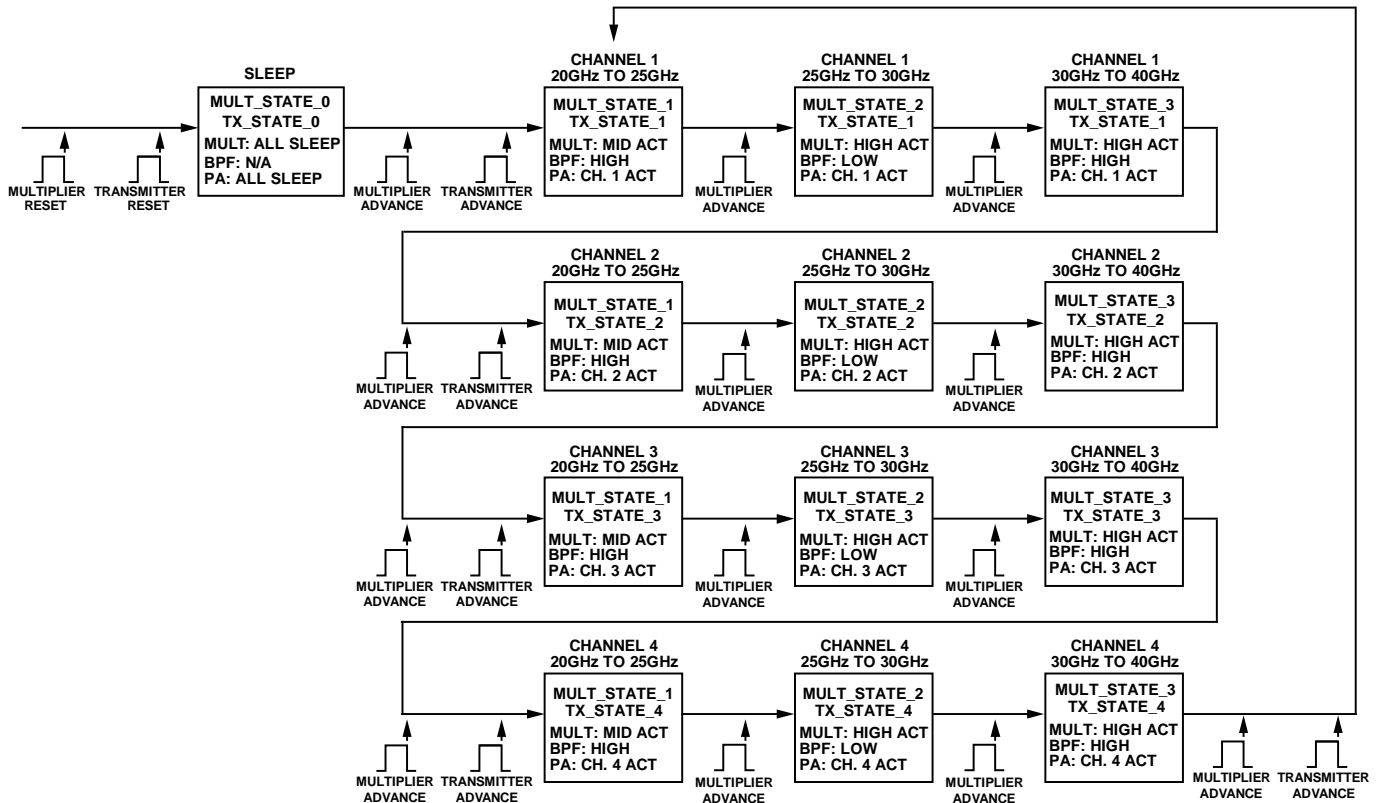 SLEEP
MULT_STATE_0
TX_STATE_0
MULT: ALL SLEEP
BPF: N/A
PA: ALL SLEEP
MULTIPLIER
RESET
TRANSMITTER
RESET
MULTIPLIER
ADVANCE
TRANSMITTER
ADVANCE
CHANNEL 1
20GHz TO 25GHz
MULT_STATE_1
TX_STATE_1
MULT: MID ACT
BPF: HIGH
PA: CH. 1 ACT
MULTIPLIER
ADVANCE
CHANNEL 1
25GHz TO 30GHz
MULT_STATE_2
TX_STATE_1
MULT: HIGH ACT
BPF: LOW
PA: CH. 1 ACT
MULTIPLIER
ADVANCE
CHANNEL 1
30GHz TO 40GHz
MULT_STATE_3
TX_STATE_1
MULT: HIGH ACT
BPF: HIGH
PA: CH. 1 ACT
MULTIPLIER
ADVANCE
TRANSMITTER
ADVANCE
CHANNEL 2
20GHz TO 25GHz
MULT_STATE_1
TX_STATE_2
MULT: MID ACT
BPF: HIGH
PA: CH. 2 ACT
MULTIPLIER
ADVANCE
CHANNEL 2
25GHz TO 30GHz
MULT_STATE_2
TX_STATE_2
MULT: HIGH ACT
BPF: LOW
PA: CH. 2 ACT
MULTIPLIER
ADVANCE
CHANNEL 2
30GHz TO 40GHz
MULT_STATE_3
TX_STATE_2
MULT: HIGH ACT
BPF: HIGH
PA: CH. 2 ACT
MULTIPLIER
ADVANCE
TRANSMITTER
ADVANCE
CHANNEL 3
20GHz TO 25GHz
MULT_STATE_1
TX_STATE_3
MULT: MID ACT
BPF: HIGH
PA: CH. 3 ACT
MULTIPLIER
ADVANCE
CHANNEL 3
25GHz TO 30GHz
MULT_STATE_2
TX_STATE_3
MULT: HIGH ACT
BPF: LOW
PA: CH. 3 ACT
MULTIPLIER
ADVANCE
CHANNEL 3
30GHz TO 40GHz
MULT_STATE_3
TX_STATE_3
MULT: HIGH ACT
BPF: HIGH
PA: CH. 3 ACT
MULTIPLIER
ADVANCE
TRANSMITTER
ADVANCE
CHANNEL 4
20GHz TO 25GHz
MULT_STATE_1
TX_STATE_4
MULT: MID ACT
BPF: HIGH
PA: CH. 4 ACT
MULTIPLIER
ADVANCE
CHANNEL 4
25GHz TO 30GHz
MULT_STATE_2
TX_STATE_4
MULT: HIGH ACT
BPF: LOW
PA: CH. 4 ACT
MULTIPLIER
ADVANCE
CHANNEL 4
30GHz TO 40GHz
MULT_STATE_3
TX_STATE_4
MULT: HIGH ACT
BPF: HIGH
PA: CH. 4 ACT
MULTIPLIER
ADVANCE
TRANSMITTER
ADVANCE